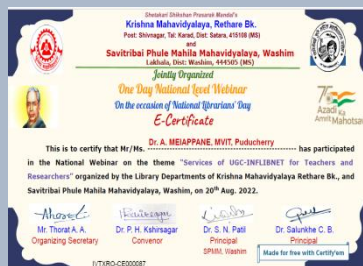 Shetakari Shikshan Prasarak Mandal's
Krishna Mahavidyalaya, Rethare Bk.
Post: Shivnagar, Tal: Karad, Dist: Satara, 415108 (MS)
AND
Savitribai Phule Mahila Mahavidyalaya, Washim
Lakhala, Dist: Washim, 444505 (MS)
Jointly Organized
One Day National Level Webinar
On the occasion of National Librarians' Day
E-Certificate
75
Azadi Ka
Amrit Mahotsa
Dr. A. MEIAPPANE, MVIT, Puducherry
This is to certify that Mr/Ms. has participated
in the National Webinar on the theme "Services of UGC-INFLIBNET for Teachers and
Researchers" organized by the Library Departments of Krishna Mahavidyalaya Rethare Bk., and
Savitribai Phule Mahila Mahavidyalaya, Washim, on 20th Aug. 2022.
Mr. Thorat A. A. Dr. P. H. Kshirsagar Dr. S. N. Patil Dr. Salunkhe C. B.
Organizing Secretary Convenor Principal Principal
SPMM, Washim
Made for free with Certify'em
IVTXRO-CE000087